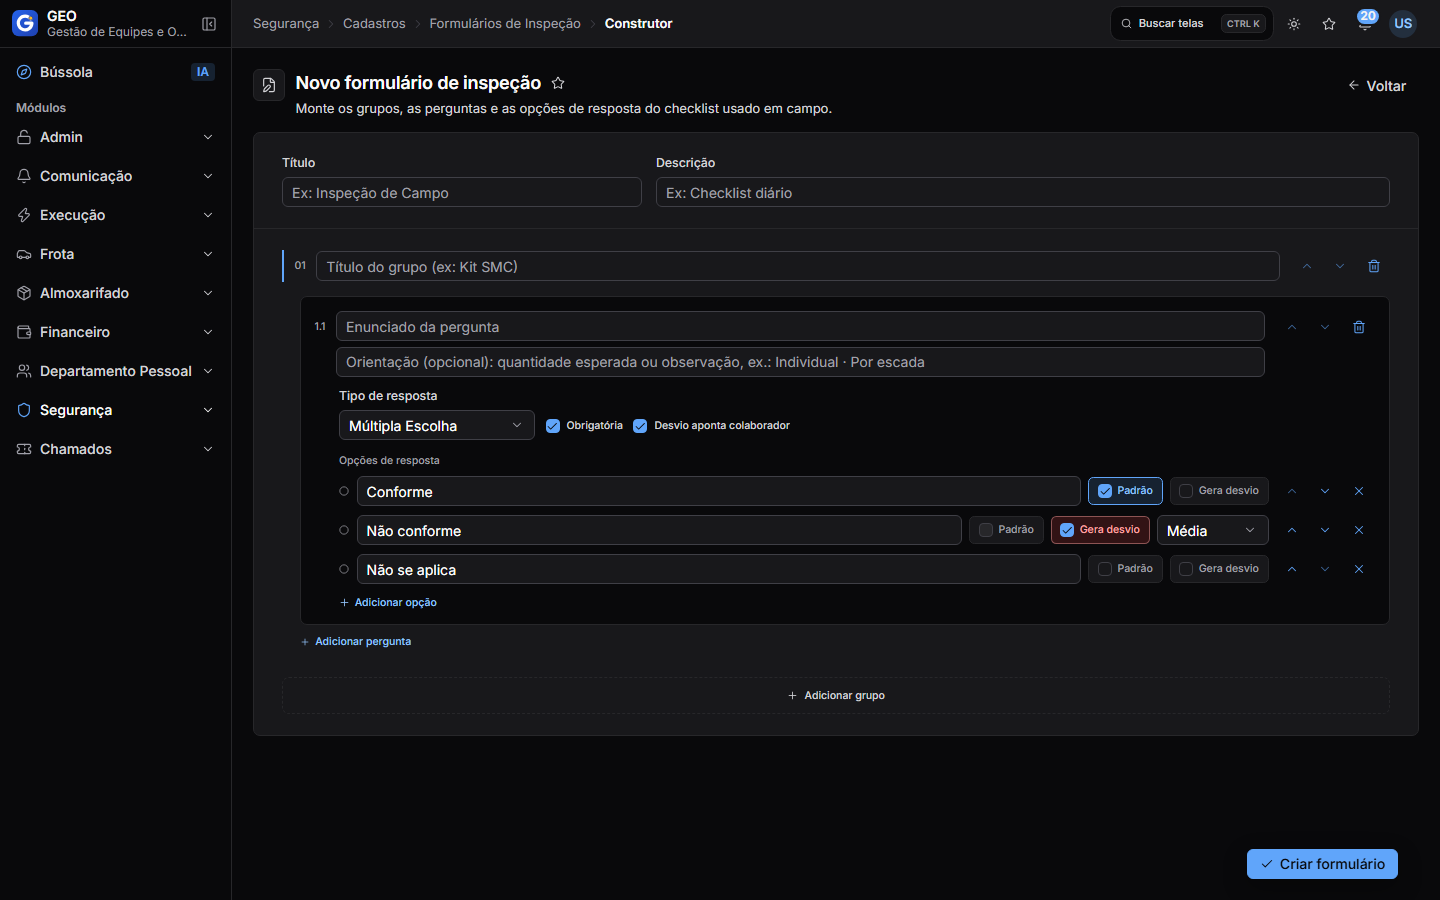 GEO
Gestão de Equipes e O...
Segurança
Cadastros
Formulários de Inspeção
Construtor
Buscar telas
CTRL K
20
US
Bússola
IA
Módulos
Admin
Comunicação
Execução
Frota
Almoxarifado
Financeiro
Departamento Pessoal
Segurança
Chamados
Novo formulário de inspeção
Monte os grupos, as perguntas e as opções de resposta do checklist usado em campo.
Voltar
Título
Descrição
Ex: Inspeção de Campo
Ex: Checklist diário
01
Título do grupo (ex: Kit SMC)
1.1
Enunciado da pergunta
Orientação (opcional): quantidade esperada ou observação, ex.: Individual · Por escada
Tipo de resposta
Múltipla Escolha
Obrigatória
Desvio aponta colaborador
Opções de resposta
Conforme
Padrão
Gera desvio
Não conforme
Padrão
Gera desvio
Média
Não se aplica
Padrão
Gera desvio
Adicionar opção
Adicionar pergunta
Adicionar grupo
Criar formulário